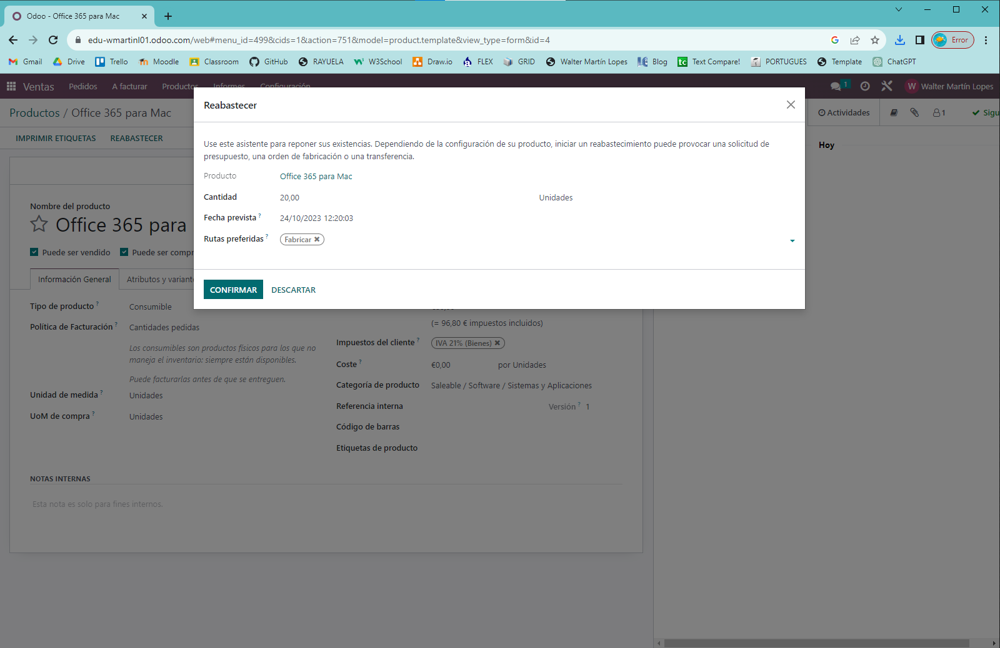 Odoo - Office 365 para Mac
edu-wmartinl01.odoo.com/web#menu_id=499&cids=1&action=751&model=product.template&view_type=form&id=4
Error
Gmail Drive Trello Moodle Classroom GitHub RAYUELA W3School Draw.io FLEX GRID Walter Martín Lopes Blog Text Compare! PORTUGUES Template ChatGPT
Ventas Pedidos A facturar Productos Informes Configuración 1 W Walter Martín Lopes
Productos / Office 365 para Mac
Actividades 1 Sigu
IMPRIMIR ETIQUETAS REABASTECER
Hoy
Reabastecer
Use este asistente para reponer sus existencias. Dependiendo de la configuración de su producto, iniciar un reabastecimiento puede provocar una solicitud de
presupuesto, una orden de fabricación o una transferencia.
Producto Office 365 para Mac
Cantidad 20,00 Unidades
Fecha prevista ? 24/10/2023 12:20:03
Rutas preferidas ? Fabricar
CONFIRMAR DESCARTAR
Nombre del producto
Office 365 para
Puede ser vendido Puede ser compr
Información General Atributos y variant
Tipo de producto ? Consumible
Política de Facturación ? Cantidades pedidas
Los consumibles son productos físicos para los que no
maneja el inventario: siempre están disponibles.
Puede facturarlas antes de que se entreguen.
Unidad de medida ? Unidades
UoM de compra ? Unidades
(= 96,80 € impuestos incluidos)
Impuestos del cliente ? IVA 21% (Bienes)
Coste ? €0,00 por Unidades
Categoría de producto Saleable / Software / Sistemas y Aplicaciones
Referencia interna Versión ? 1
Código de barras
Etiquetas de producto
NOTAS INTERNAS
Esta nota es solo para fines internos.